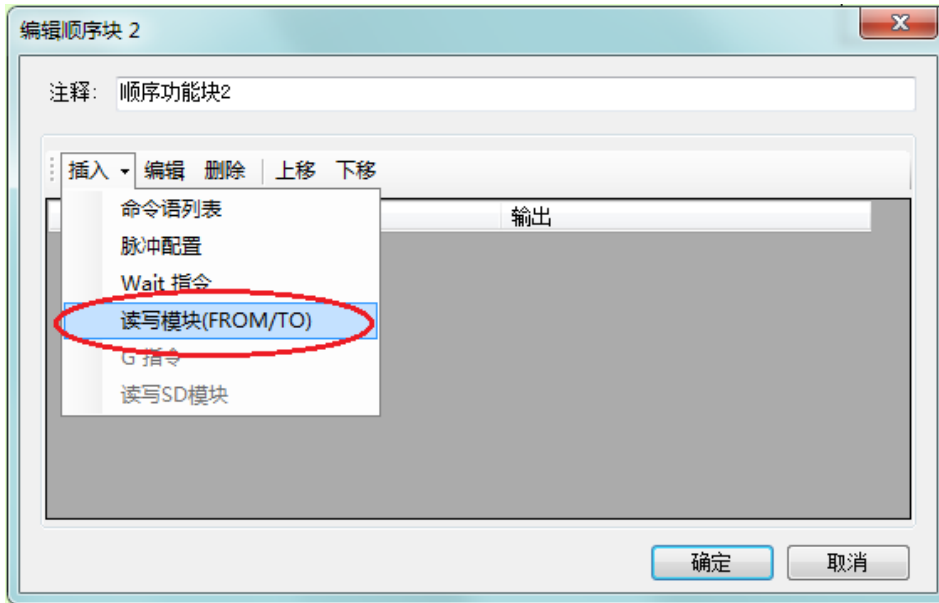 编辑顺序块 2
注释: 顺序功能块2
插入 编辑 删除 上移 下移
命令语列表
输出
脉冲配置
Wait 指令
读写模块(FROM/TO)
G 指令
读写SD模块
确定 取消